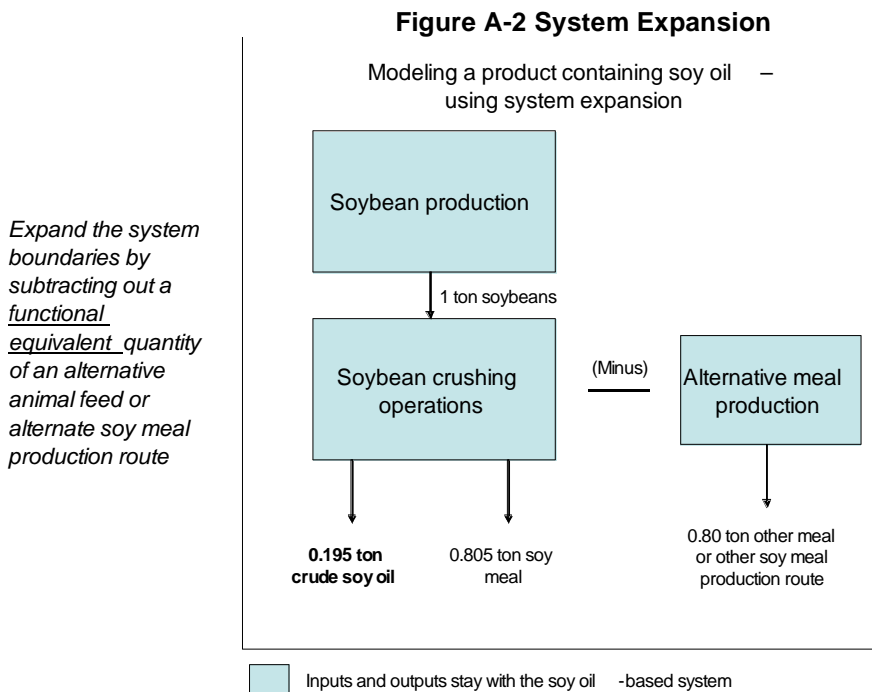 Figure A-2 System Expansion
Modeling a product containing soy oil –
using system expansion
Expand the system
boundaries by
subtracting out a
functional
equivalent quantity
of an alternative
animal feed or
alternate soy meal
production route
Soybean production
1 ton soybeans
Soybean crushing
operations
(Minus)
Alternative meal
production
0.195 ton
crude soy oil
0.805 ton soy
meal
0.80 ton other meal
or other soy meal
production route
Inputs and outputs stay with the soy oil -based system